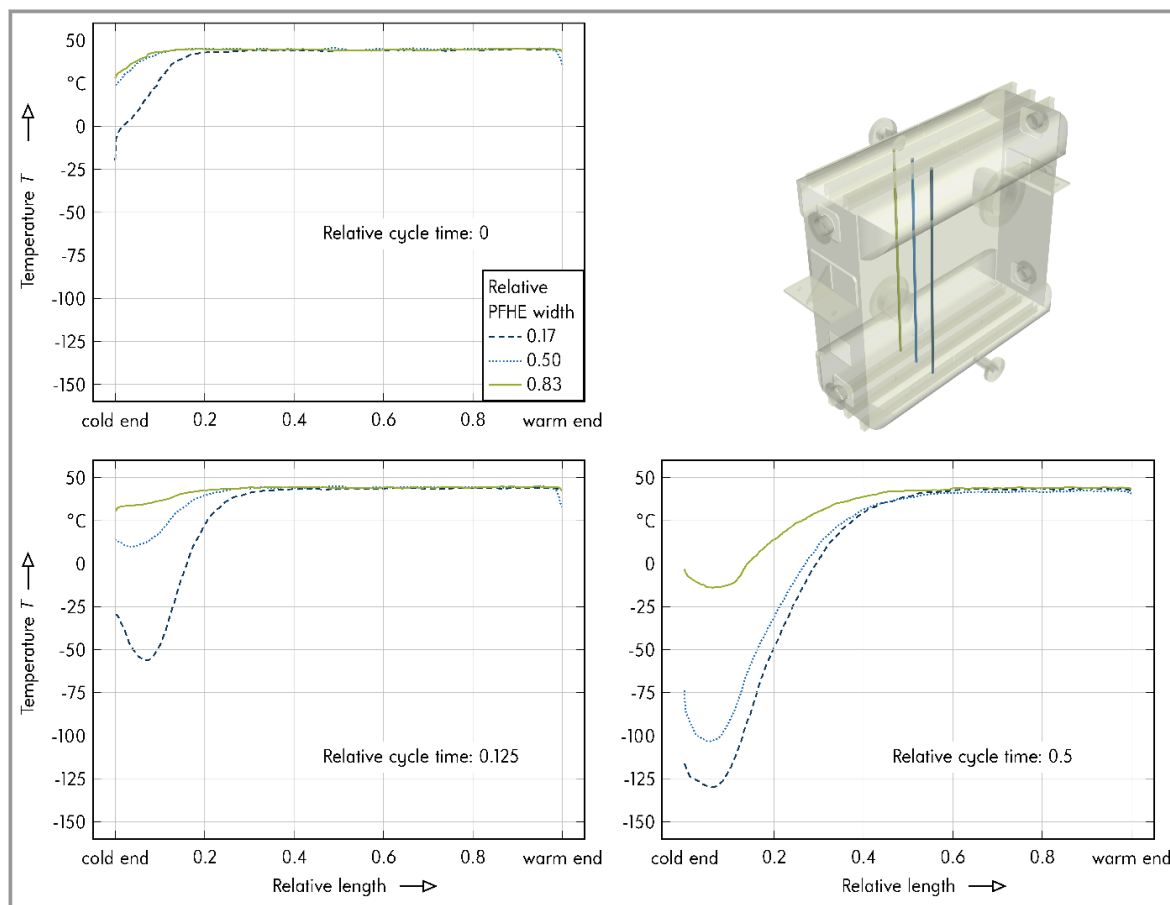 50
°C
0
-25
-50
-75
-100
-125
-150
Temperature T
Relative cycle time: 0
Relative
PFHE width
0.17
0.50
0.83
cold end 0.2 0.4 0.6 0.8 warm end
50
°C
0
-25
-50
-75
-100
-125
-150
Temperature T
Relative cycle time: 0.125
cold end 0.2 0.4 0.6 0.8 warm end
Relative length
50
°C
0
-25
-50
-75
-100
-125
-150
Relative cycle time: 0.5
cold end 0.2 0.4 0.6 0.8 warm end
Relative length